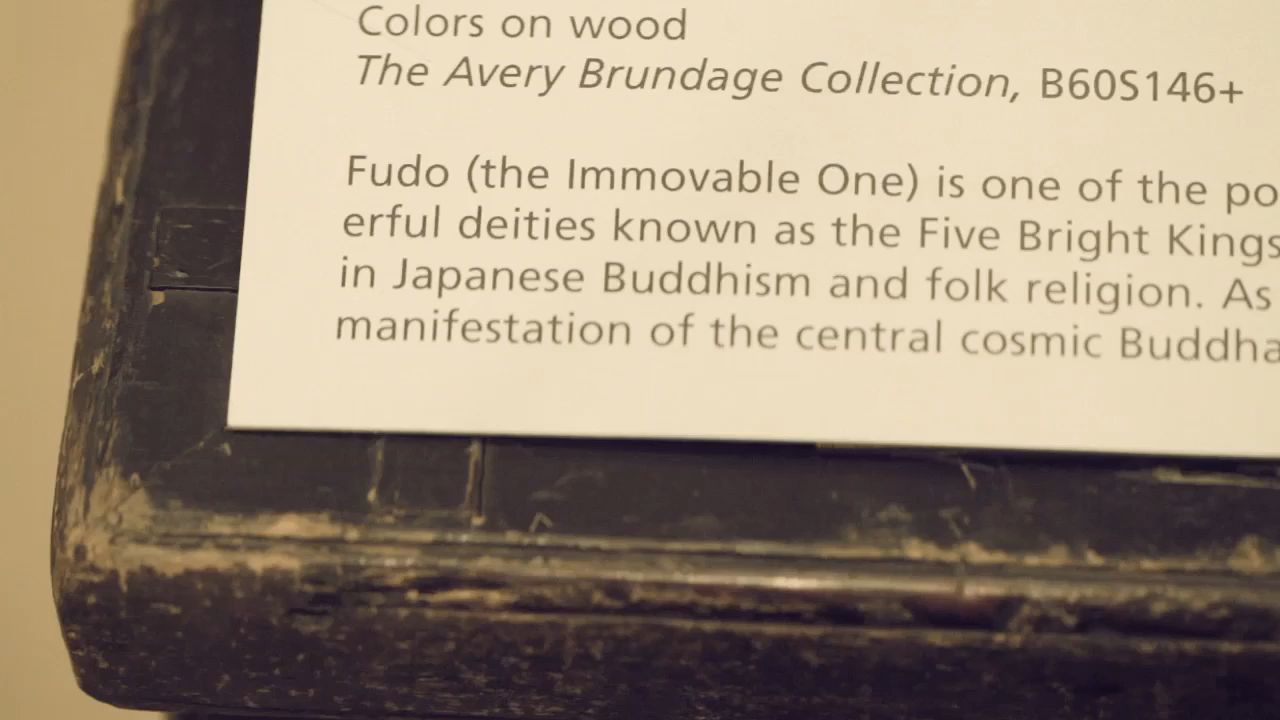 Colors on wood
The Avery Brundage Collection, B60S146+
Fudo (the Immovable One) is one of the po
erful deities known as the Five Bright Kings
in Japanese Buddhism and folk religion. As
manifestation of the central cosmic Buddha